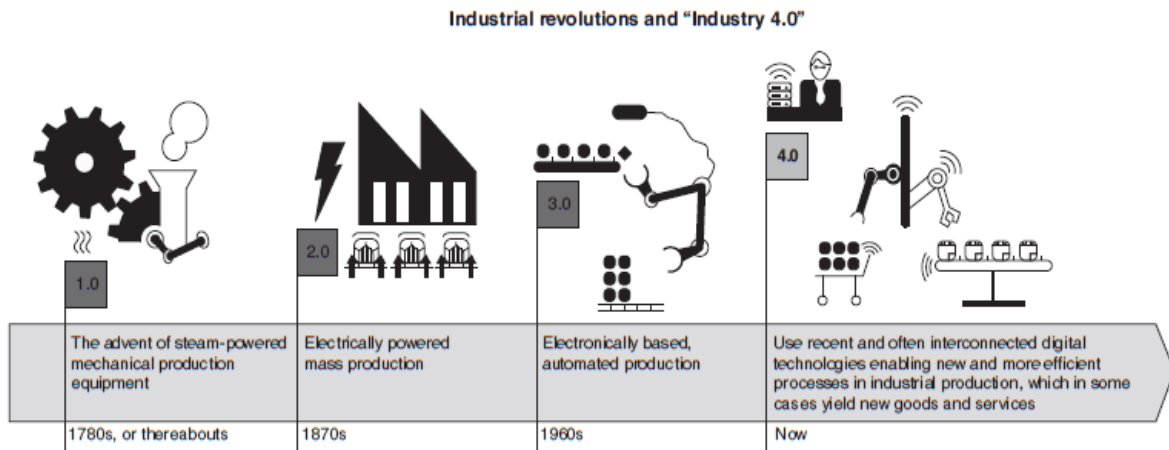 Industrial revolutions and “Industry 4.0”
4.0
3.0
2.0
1.0
The advent of steam-powered
mechanical production
equipment
Electrically powered
mass production
Electronically based,
automated production
Use recent and often interconnected digital
technologies enabling new and more efficient
processes in industrial production, which in some
cases yield new goods and services
1780s, or thereabouts
1870s
1960s
Now